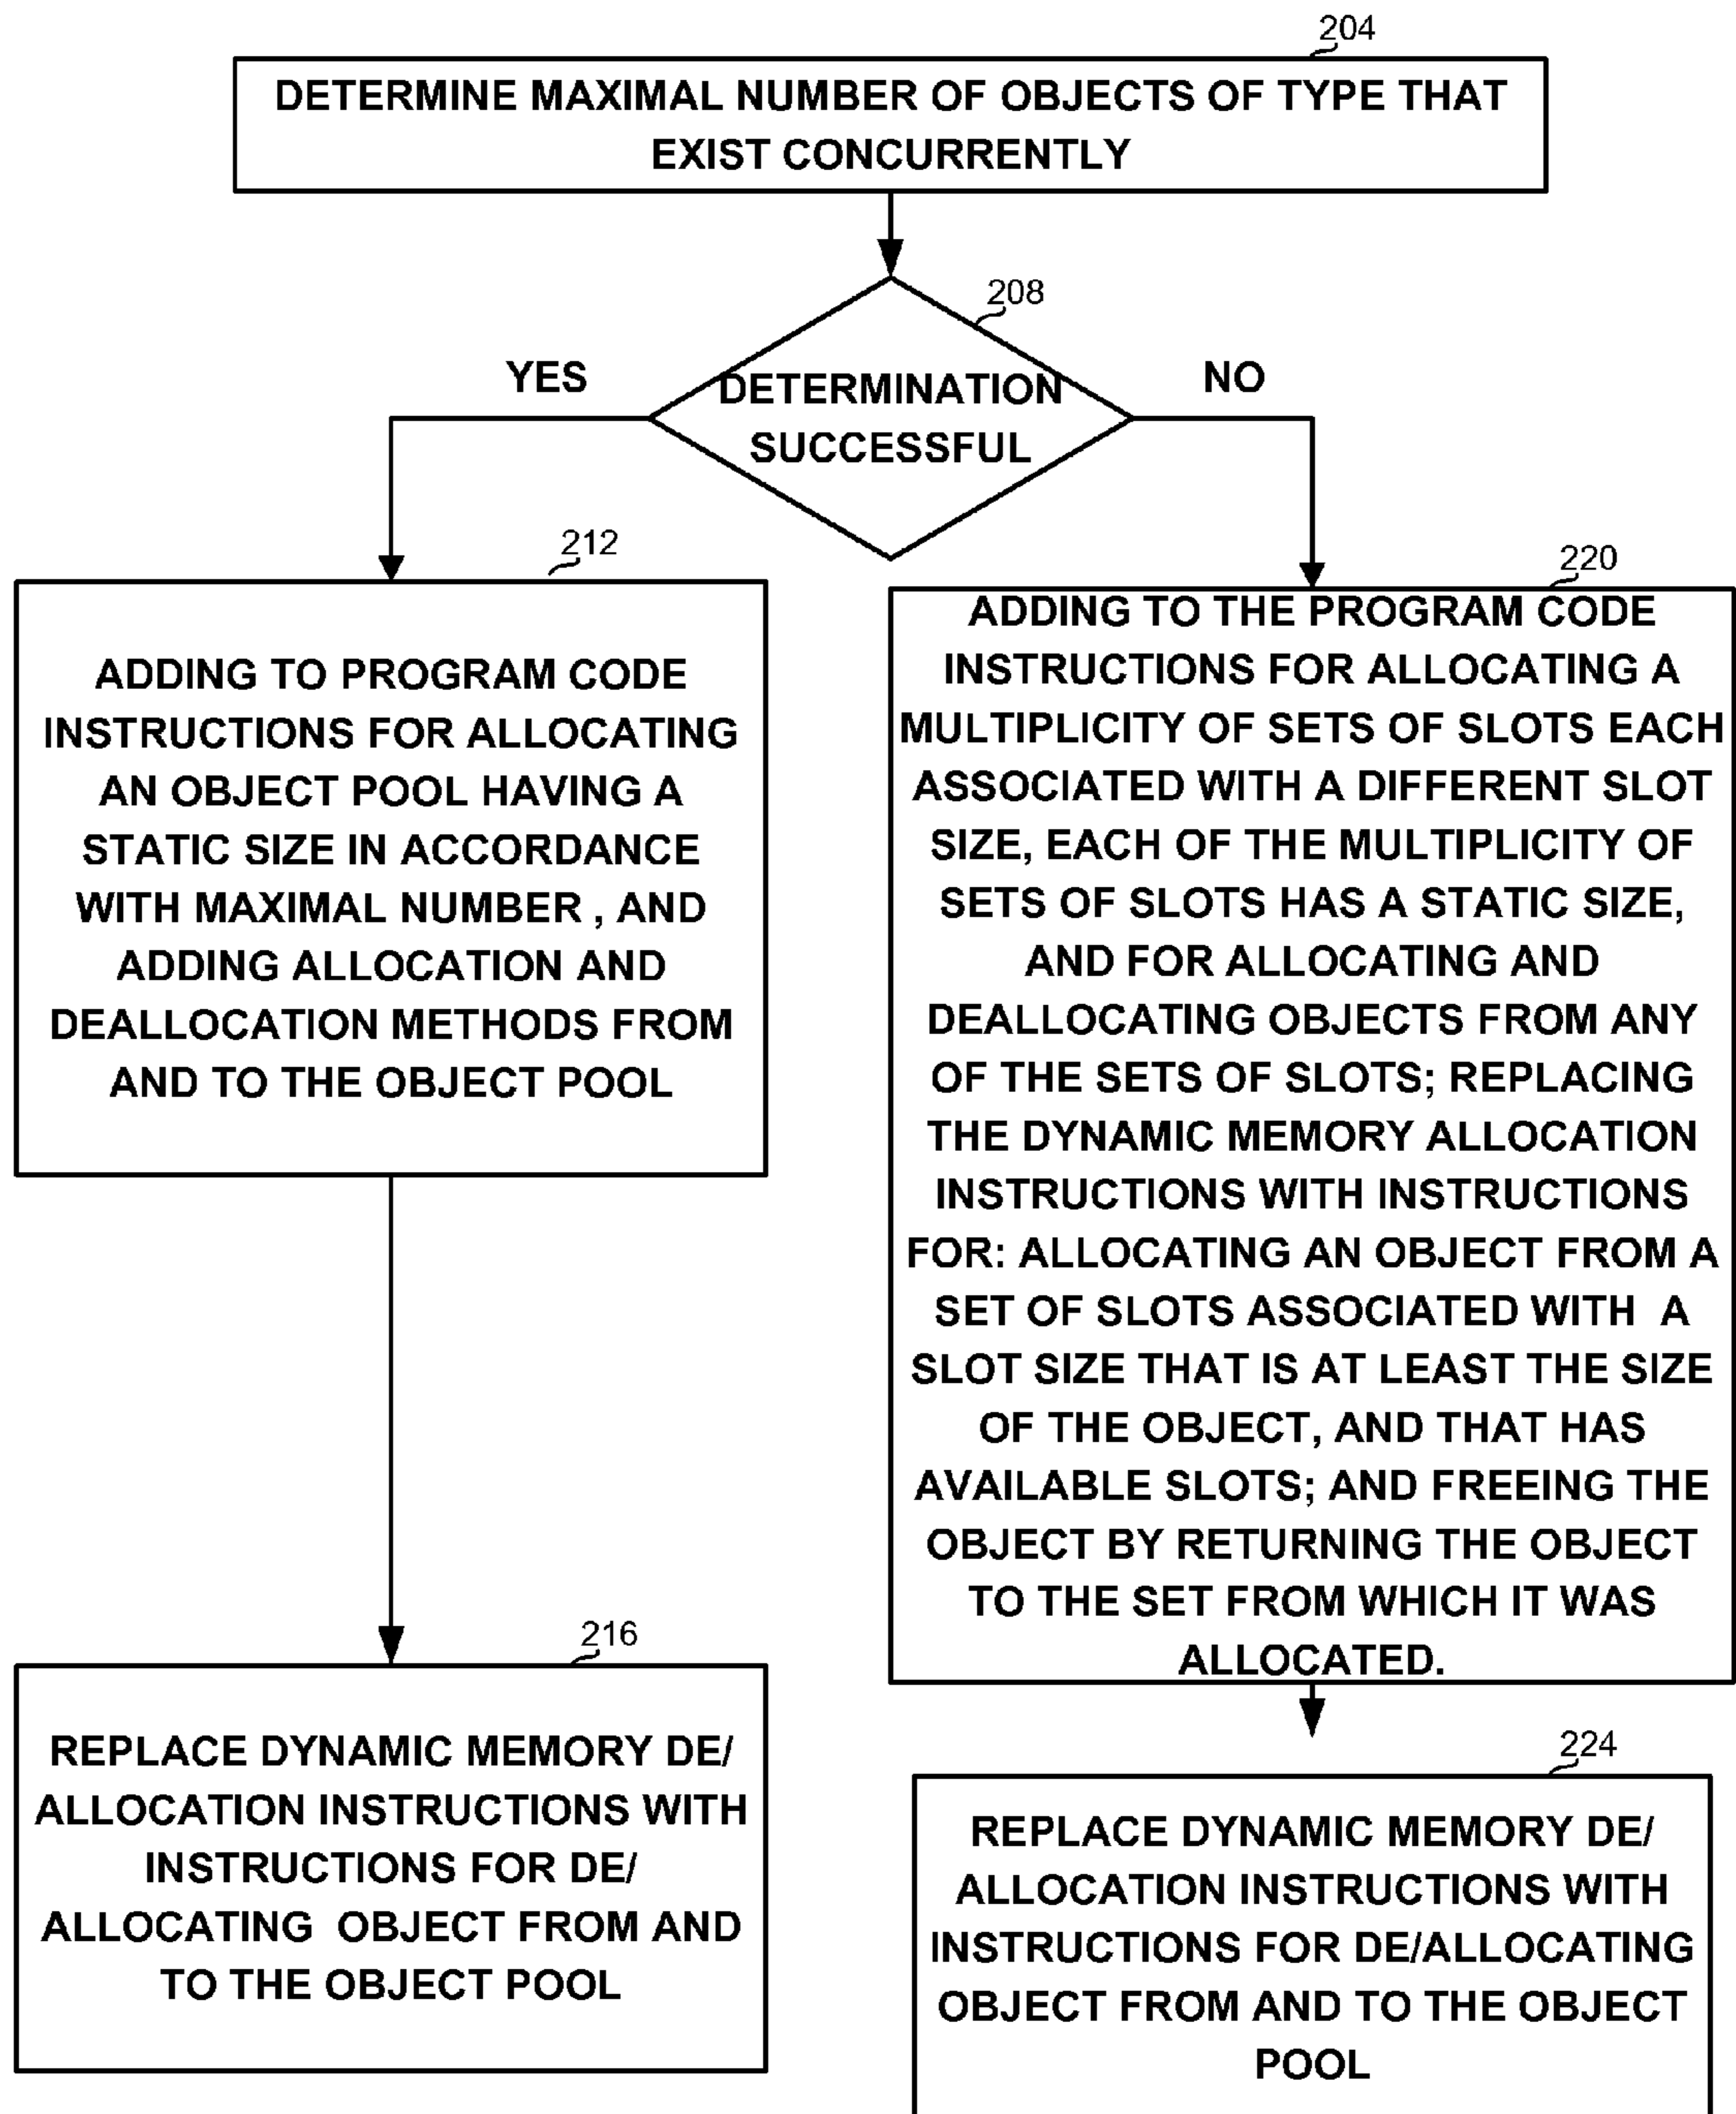 204
DETERMINE MAXIMAL NUMBER OF OBJECTS OF TYPE THAT
EXIST CONCURRENTLY
208
YES
NO
DETERMINATION
SUCCESSFUL
212
ADDING TO PROGRAM CODE
INSTRUCTIONS FOR ALLOCATING
AN OBJECT POOL HAVING A
STATIC SIZE IN ACCORDANCE
WITH MAXIMAL NUMBER , AND
ADDING ALLOCATION AND
DEALLOCATION METHODS FROM
AND TO THE OBJECT POOL
220
ADDING TO THE PROGRAM CODE
INSTRUCTIONS FOR ALLOCATING A
MULTIPLICITY OF SETS OF SLOTS EACH
ASSOCIATED WITH A DIFFERENT SLOT
SIZE, EACH OF THE MULTIPLICITY OF
SETS OF SLOTS HAS A STATIC SIZE,
AND FOR ALLOCATING AND
DEALLOCATING OBJECTS FROM ANY
OF THE SETS OF SLOTS; REPLACING
THE DYNAMIC MEMORY ALLOCATION
INSTRUCTIONS WITH INSTRUCTIONS
FOR: ALLOCATING AN OBJECT FROM A
SET OF SLOTS ASSOCIATED WITH A
SLOT SIZE THAT IS AT LEAST THE SIZE
OF THE OBJECT, AND THAT HAS
AVAILABLE SLOTS; AND FREEING THE
OBJECT BY RETURNING THE OBJECT
TO THE SET FROM WHICH IT WAS
ALLOCATED.
216
REPLACE DYNAMIC MEMORY DE/
ALLOCATION INSTRUCTIONS WITH
INSTRUCTIONS FOR DE/
ALLOCATING OBJECT FROM AND
TO THE OBJECT POOL
224
REPLACE DYNAMIC MEMORY DE/
ALLOCATION INSTRUCTIONS WITH
INSTRUCTIONS FOR DE/ALLOCATING
OBJECT FROM AND TO THE OBJECT
POOL